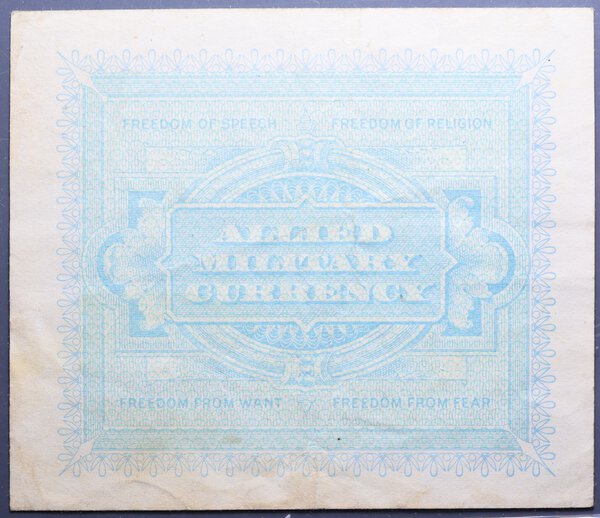 FREEDOM OF SPEECH FREEDOM OF RELIGION
ALLIED
MILITARY
CURRENCY
FREEDOM FROM WANT FREEDOM FROM FEAR